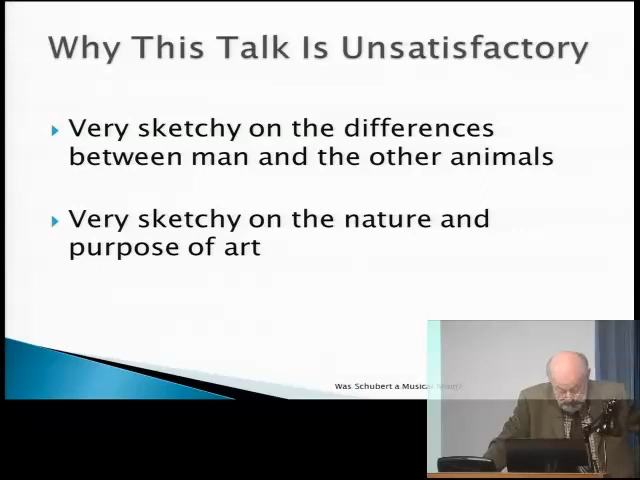 Why This Talk Is Unsatisfactory
Very sketchy on the differences
between man and the other animals
Very sketchy on the nature and
purpose of art
Was Schubert a Musical